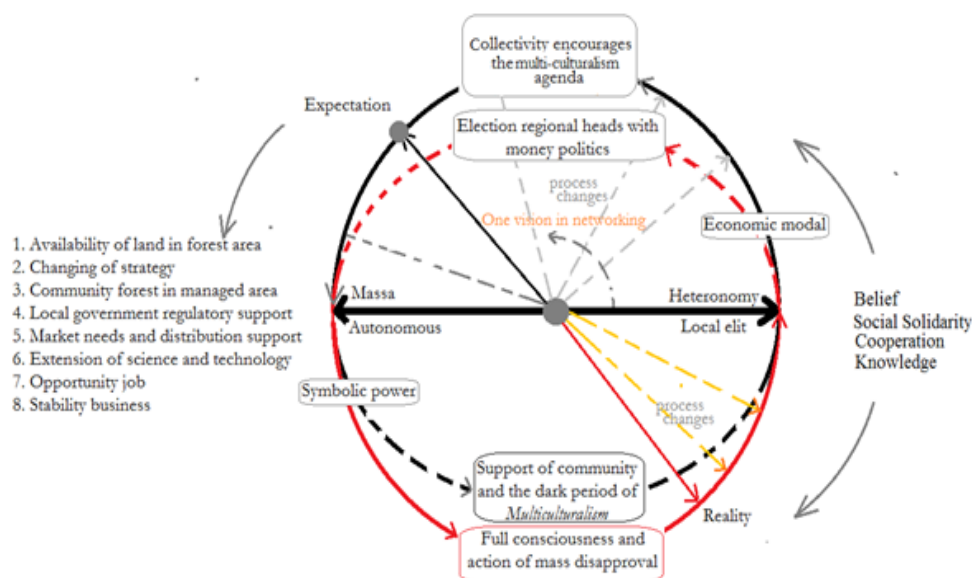 Collectivity encourages
the multi-culturalism
agenda
Expectation
Election regional heads with
money politics
process
changes
One vision in networking
Economic modal
1. Availability of land in forest area
2. Changing of strategy
3. Community forest in managed area
4. Local government regulatory support
5. Market needs and distribution support
6. Extension of science and technology
7. Opportunity job
8. Stability business
Massa
Autonomous
Heteronomy
Local elit
Belief
Social Solidarity
Cooperation
Knowledge
Symbolic power
process
changes
Support of community
and the dark period of
Multiculturalism
Reality
Full consciousness and
action of mass disapproval